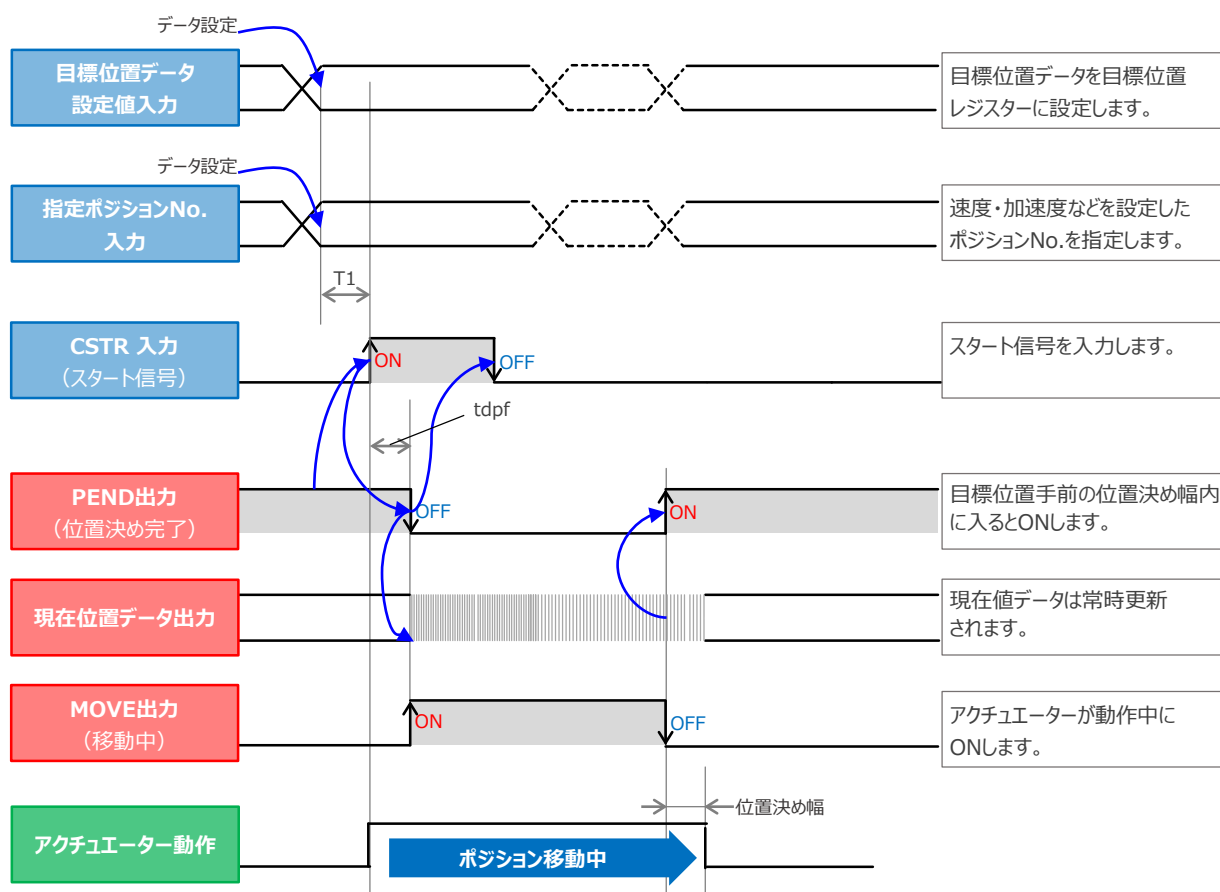 データ設定
目標位置データ
設定値入力
目標位置データを目標位置
レジスターに設定します。
データ設定
指定ポジションNo.
入力
速度・加速度などを設定した
ポジションNo.を指定します。
T1
CSTR 入力
（スタート信号）
ON
OFF
スタート信号を入力します。
tdpf
PEND出力
（位置決め完了）
OFF
ON
目標位置手前の位置決め幅内
に入るとONします。
現在位置データ出力
現在値データは常時更新
されます。
MOVE出力
（移動中）
ON
OFF
アクチュエーターが動作中に
ONします。
位置決め幅
アクチュエーター動作
ポジション移動中